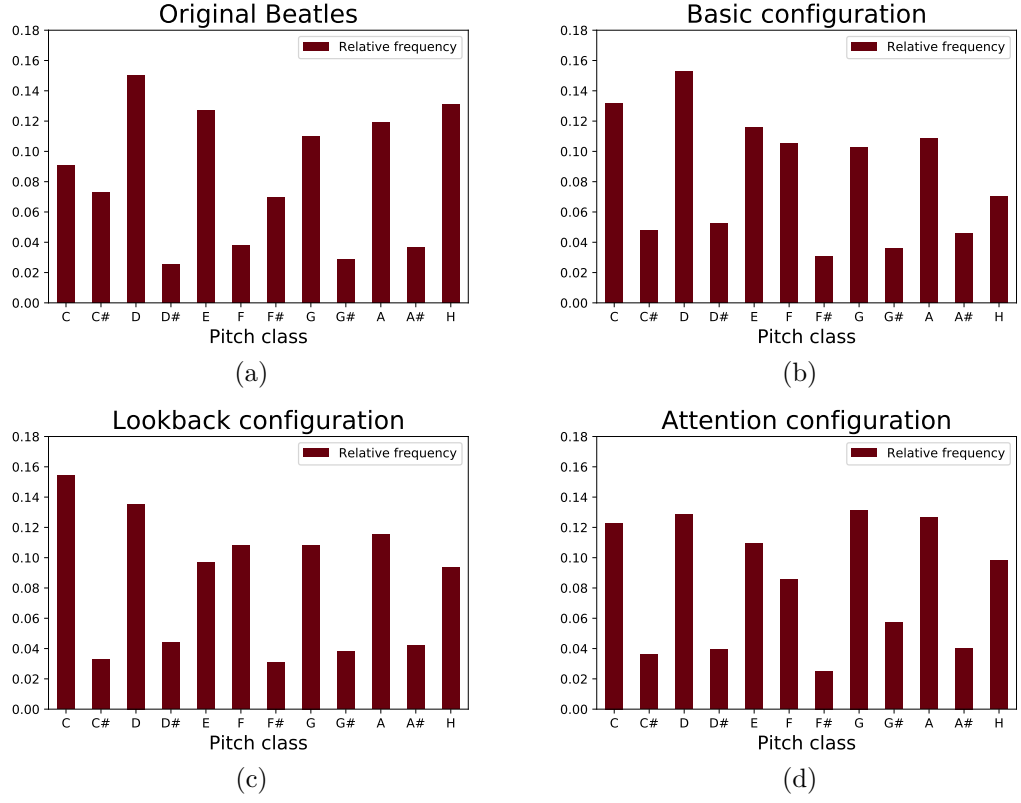 Original Beatles
Relative frequency
0.18
0.16
0.14
0.12
0.10
0.08
0.06
0.04
0.02
0.00
C C# D D# E F F# G G# A A# H
Pitch class
(a)
Basic configuration
Relative frequency
0.18
0.16
0.14
0.12
0.10
0.08
0.06
0.04
0.02
0.00
C C# D D# E F F# G G# A A# H
Pitch class
(b)
Lookback configuration
Relative frequency
0.18
0.16
0.14
0.12
0.10
0.08
0.06
0.04
0.02
0.00
C C# D D# E F F# G G# A A# H
Pitch class
(c)
Attention configuration
Relative frequency
0.18
0.16
0.14
0.12
0.10
0.08
0.06
0.04
0.02
0.00
C C# D D# E F F# G G# A A# H
Pitch class
(d)